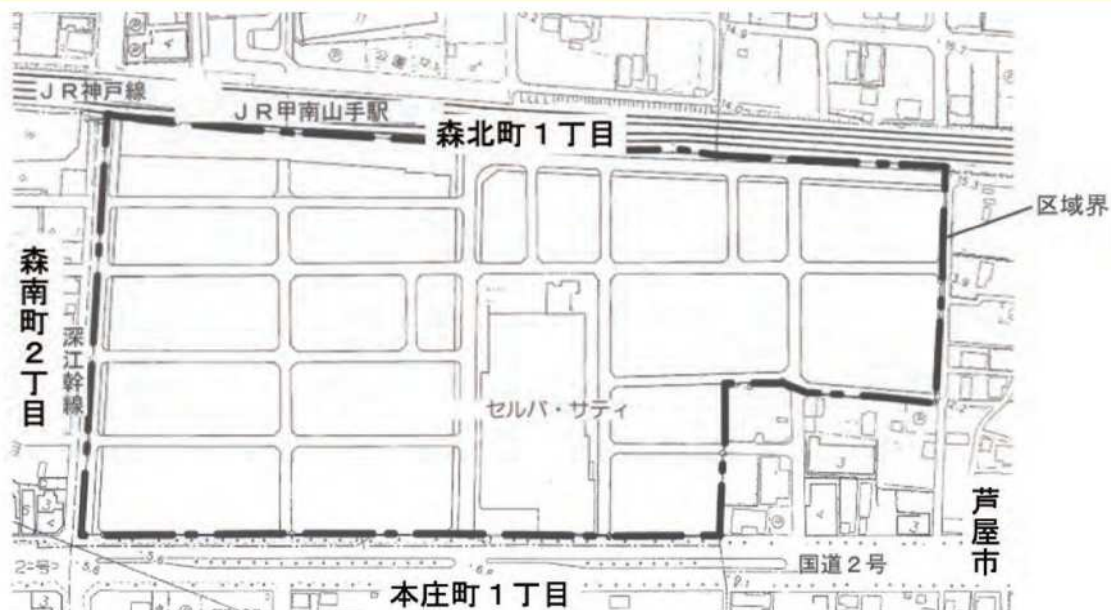 JR神戸線
JR甲南山手駅
公園
森北町1丁目
区域界
森南町2丁目
深江幹線
セルバ・サティ
芦屋市
国道2号
本庄町1丁目